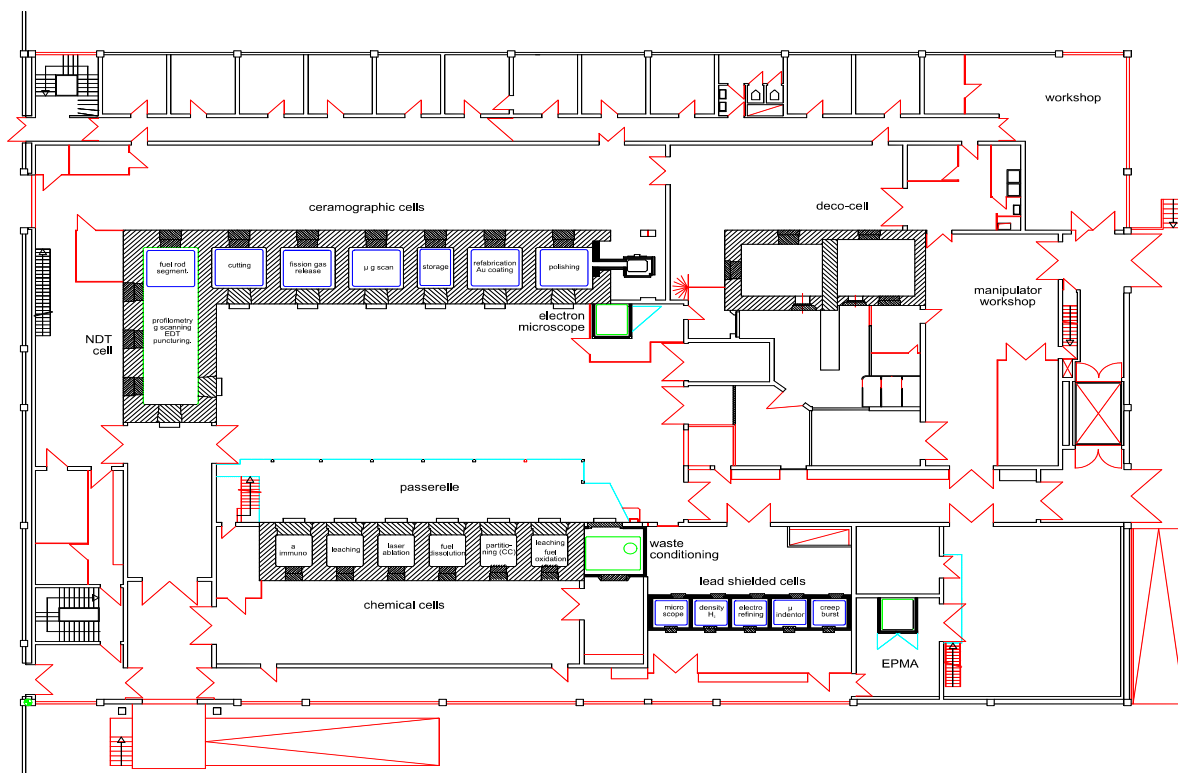 workshop
ceramographic cells
deco-cell
fuel rod
segment.
cutting
fission gas
release
µ g scan
storage
refabrication
Au coating
polishing
manipulator
workshop
profilometry
g scanning
EDT
puncturing.
NDT
cell
electron
microscope
passerelle
a
immuno
leaching
laser
ablation
fuel
dissolution
partitio-
ning (CC)
leaching
fuel
oxidation
waste
conditioning
lead shielded cells
chemical cells
micro
scope
density
H,
electro
refining
µ
indentor
creep
burst
EPMA